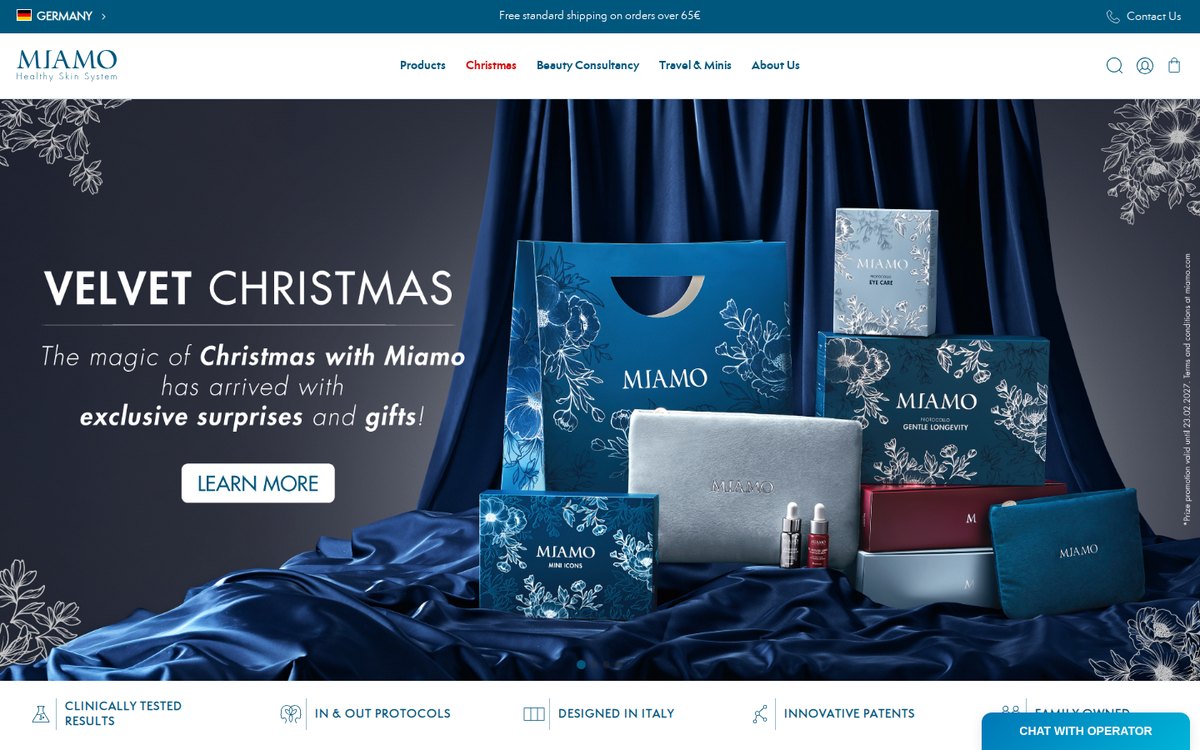 GERMANY
Free standard shipping on orders over 65€
Contact Us
MIAMO
Healthy Skin System
Products
Christmas
Beauty Consultancy
Travel & Minis
About Us
VELVET CHRISTMAS
The magic of Christmas with Miamo
has arrived with
exclusive surprises and gifts!
LEARN MORE
MIAMO
MIAMO
PROTOCOLLO
EYE CARE
MIAMO
PROTOCOLLO
GENTLE LONGEVITY
MIAMO
MIAMO
MINI ICONS
M
M
MIAMO
*Prize promotion valid until 23.02.2027. Terms and conditions at miamo.com
CLINICALLY TESTED
RESULTS
IN & OUT PROTOCOLS
DESIGNED IN ITALY
INNOVATIVE PATENTS
FAMILY OWNED
CHAT WITH OPERATOR